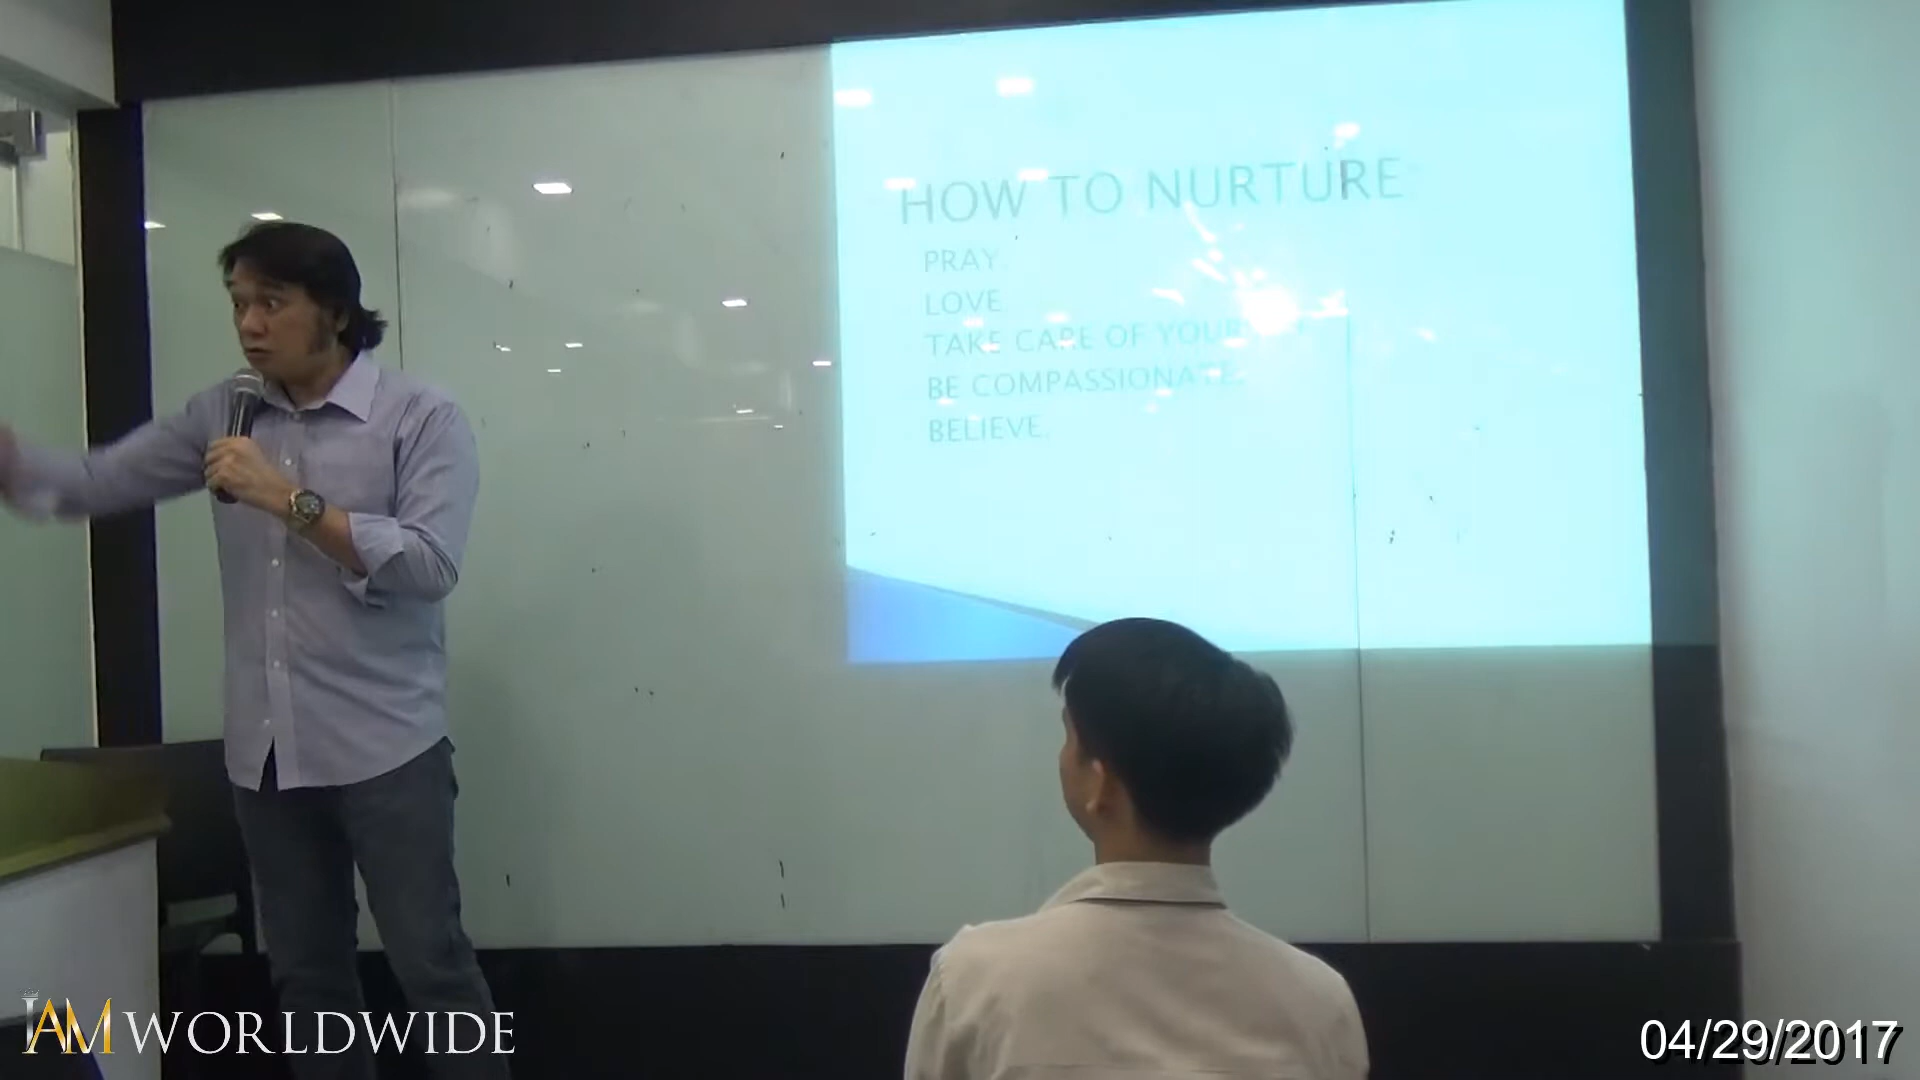 HOW TO NURTURE
PRAY
LOVE
TAKE CARE OF
BE COMPASSIONATE.
BELIEVE.
IAM WORLDWIDE
04/29/2017